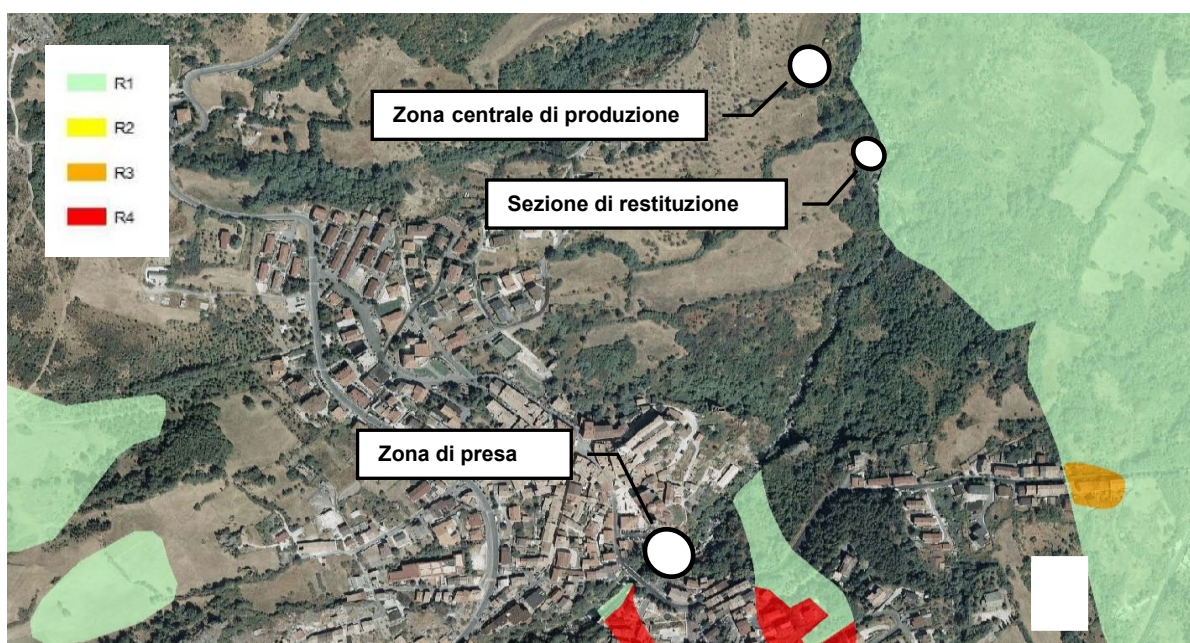 R1
R2
R3
R4
Zona centrale di produzione
Sezione di restituzione
Zona di presa